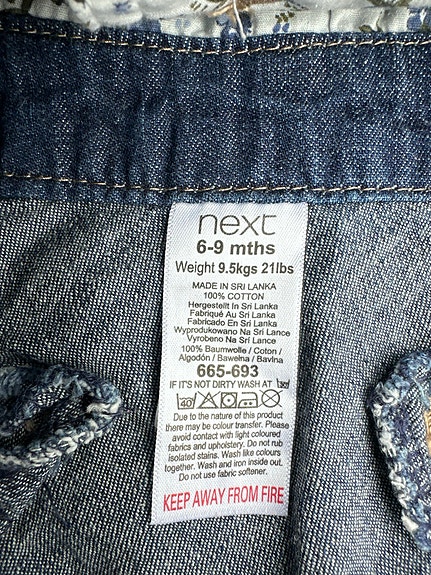 next
6-9 mths
Weight 9.5kgs 21lbs
MADE IN SRI LANKA
100% COTTON
Hergestellt In Sri Lanka
Fabriqué Au Sri Lanka
Fabricado En Sri Lanka
Wyprodukowano Na Sri Lance
Vyrobeno Na Sri Lance
100% Baumwolle / Coton /
Algodón / Bawełna / Bavlna
665-693
IF IT'S NOT DIRTY WASH AT 30
40
Due to the nature of this product
there may be colour transfer. Please
avoid contact with light coloured
fabrics and upholstery. Do not rub
isolated stains. Wash like colours
together. Wash and iron inside out.
Do not use fabric softener.
KEEP AWAY FROM FIRE